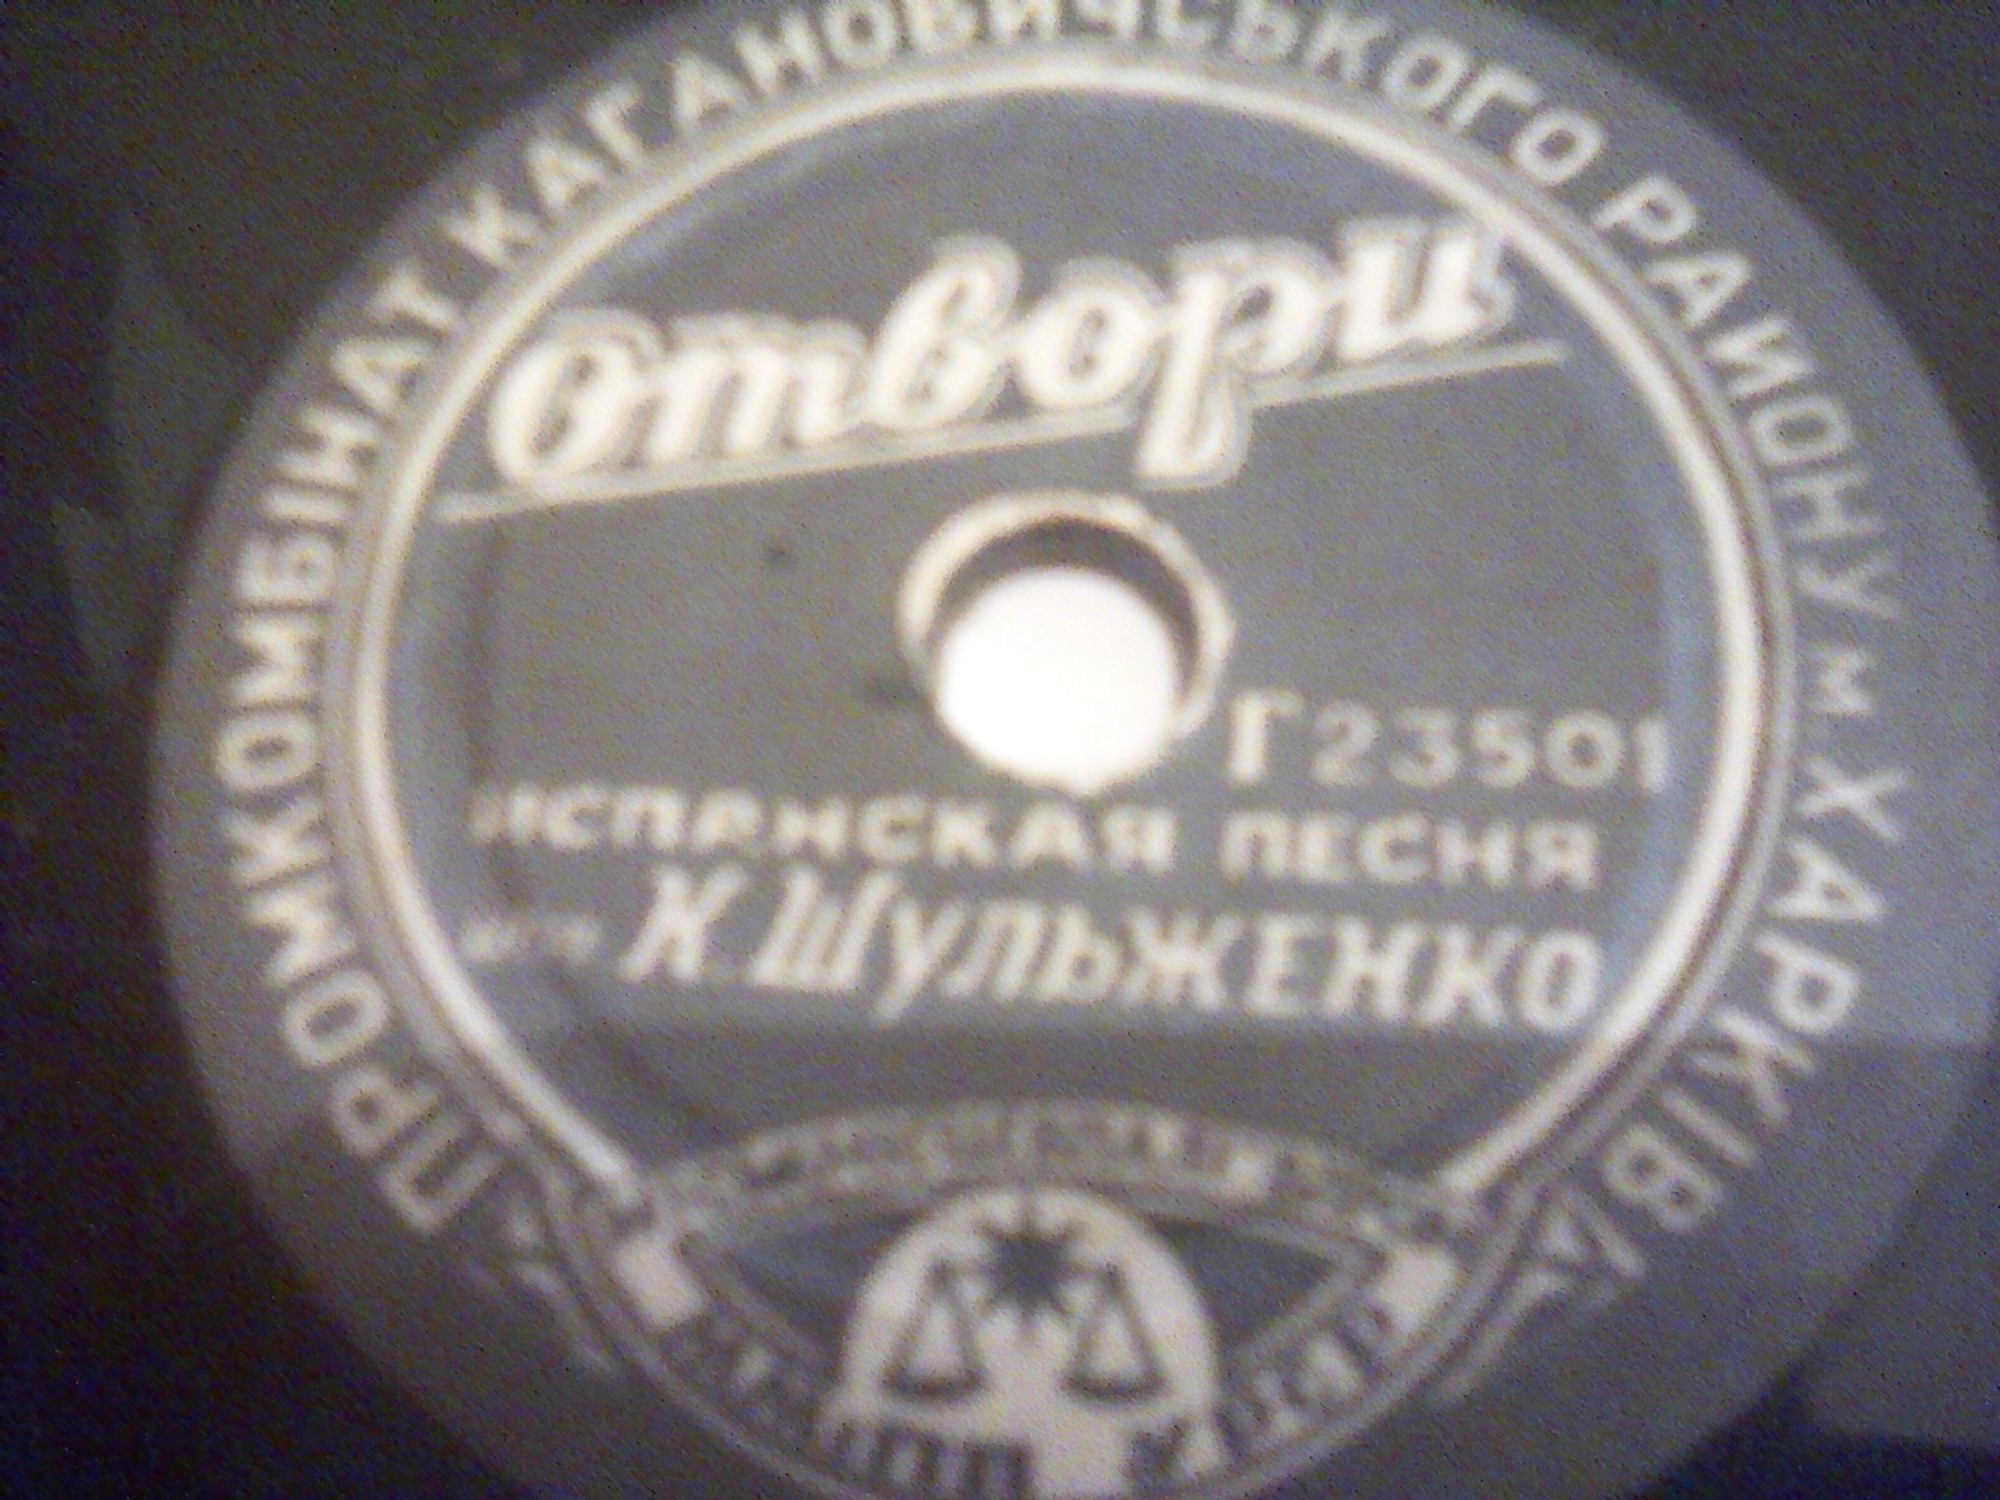 ПРОМКОМБІНАТ КАГАНОВИЧСЬКОГО РАЙОНУ м. ХАРКІВ
Отвори
Г23501
ИСПАНСКАЯ ПЕСНЯ
К. ШУЛЬЖЕНКО